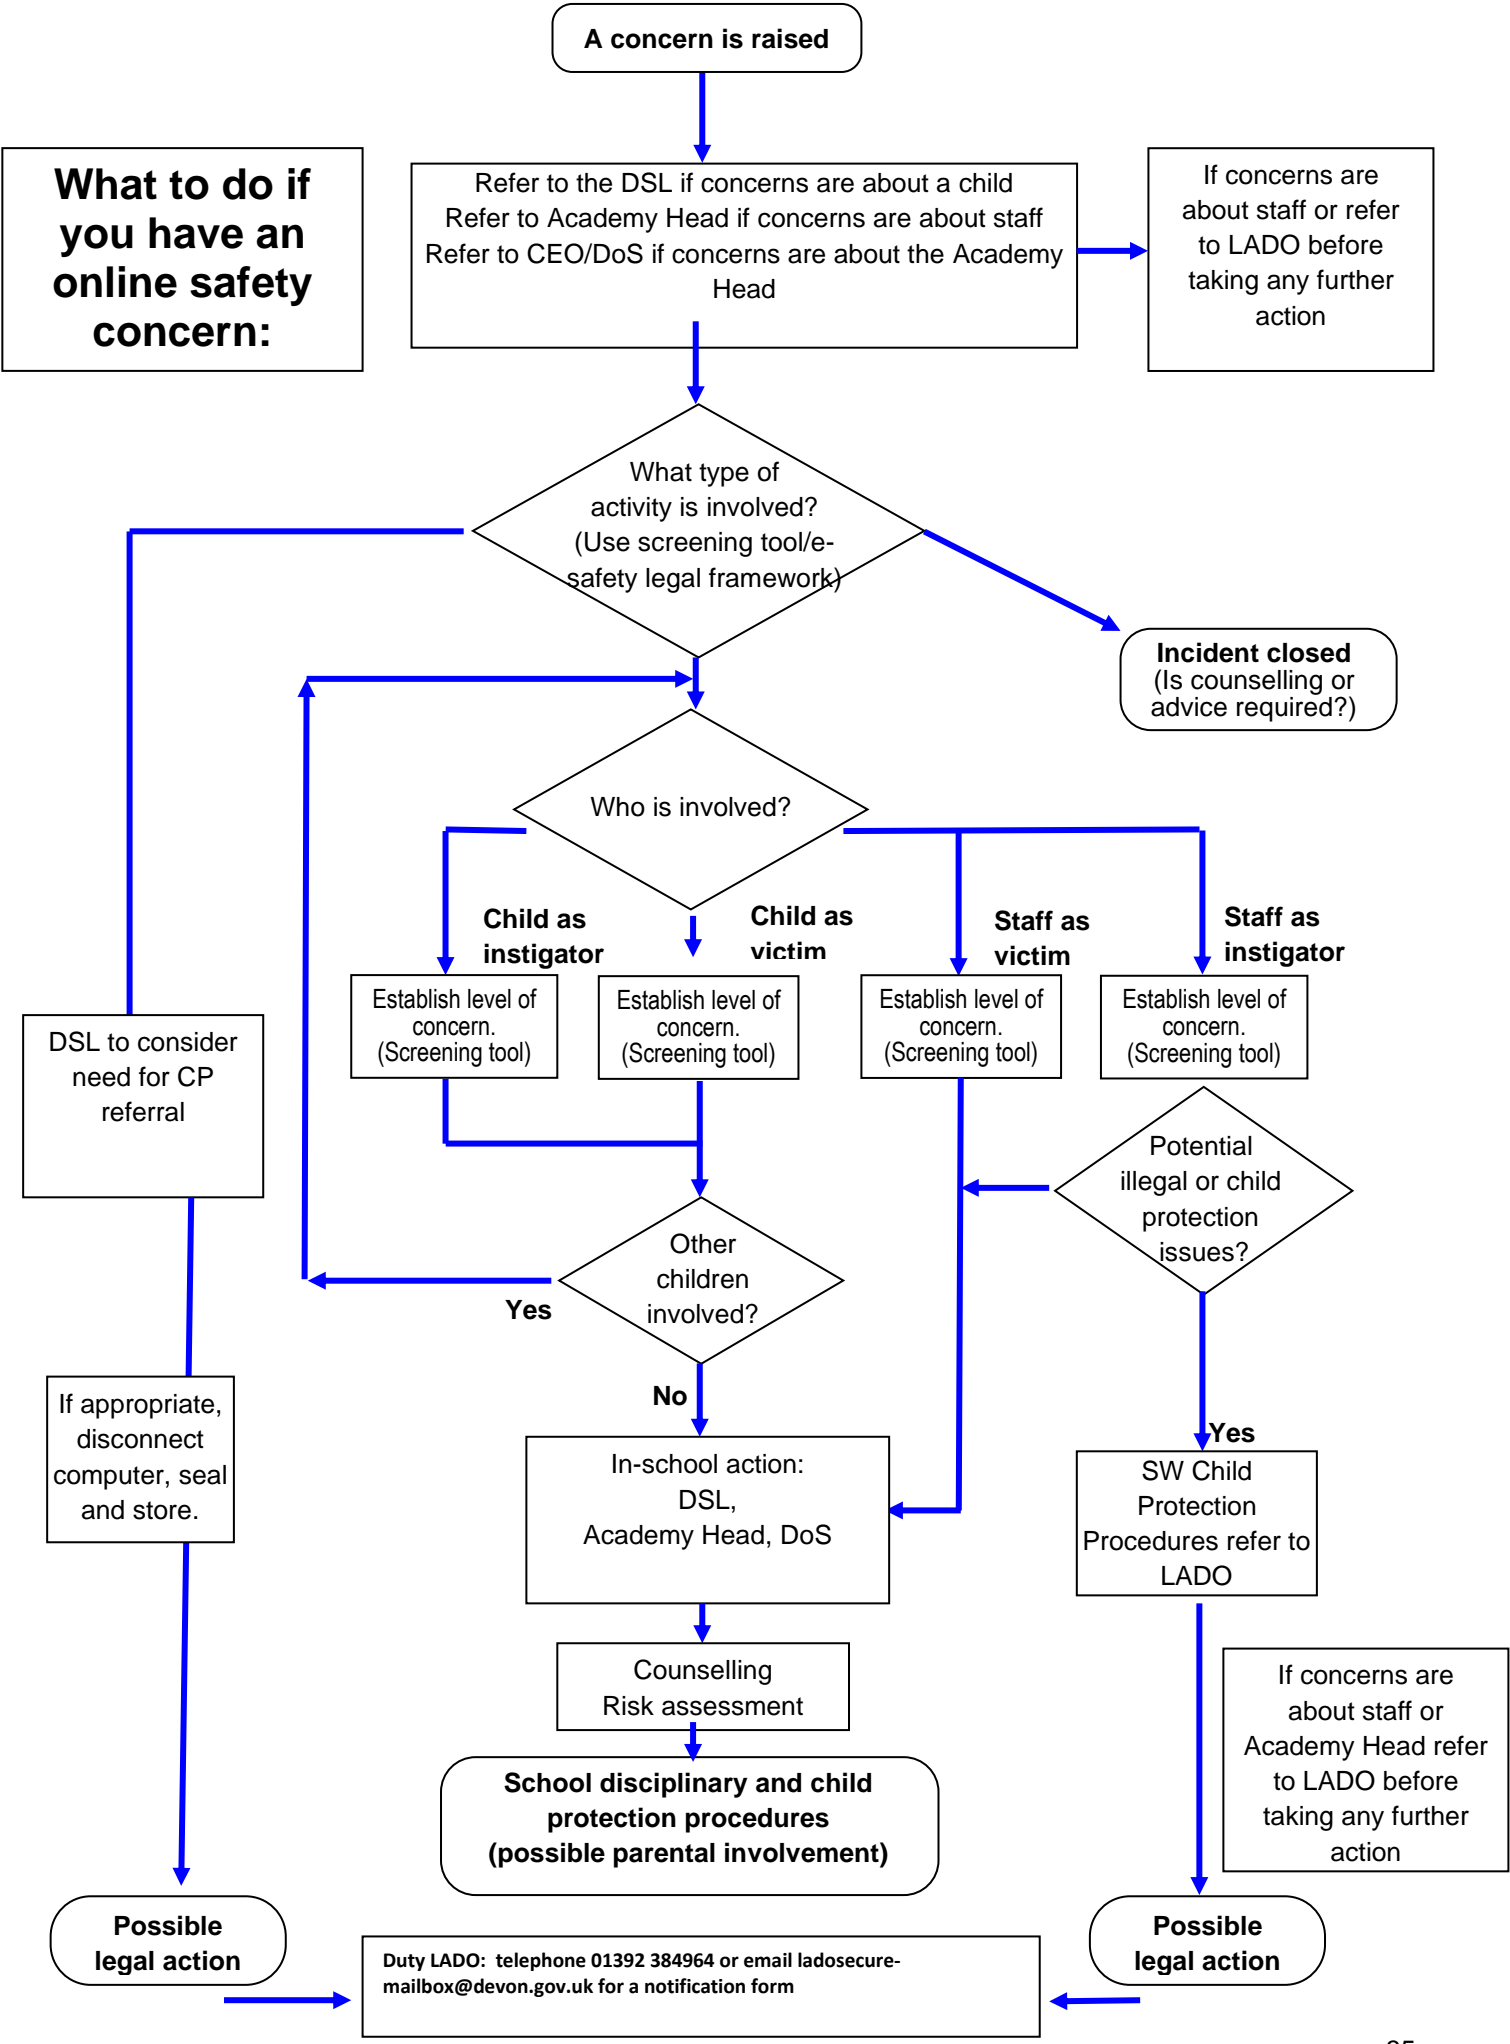 A concern is raised
What to do if
you have an
online safety
concern:
Refer to the DSL if concerns are about a child
Refer to Academy Head if concerns are about staff
Refer to CEO/DoS if concerns are about the Academy
Head
If concerns are
about staff or refer
to LADO before
taking any further
action
What type of
activity is involved?
(Use screening tool/e-
safety legal framework)
Incident closed
(Is counselling or
advice required?)
Who is involved?
Child as
instigator
Child as
victim
Staff as
victim
Staff as
instigator
Establish level of
concern.
(Screening tool)
Establish level of
concern.
(Screening tool)
Establish level of
concern.
(Screening tool)
Establish level of
concern.
(Screening tool)
DSL to consider
need for CP
referral
Potential
illegal or child
protection
issues?
Other
children
involved?
Yes
No
If appropriate,
disconnect
computer, seal
and store.
Yes
In-school action:
DSL,
Academy Head, DoS
SW Child
Protection
Procedures refer to
LADO
Counselling
Risk assessment
If concerns are
about staff or
Academy Head refer
to LADO before
taking any further
action
School disciplinary and child
protection procedures
(possible parental involvement)
Possible
legal action
Possible
legal action
Duty LADO: telephone 01392 384964 or email ladosecure-
mailbox@devon.gov.uk for a notification form